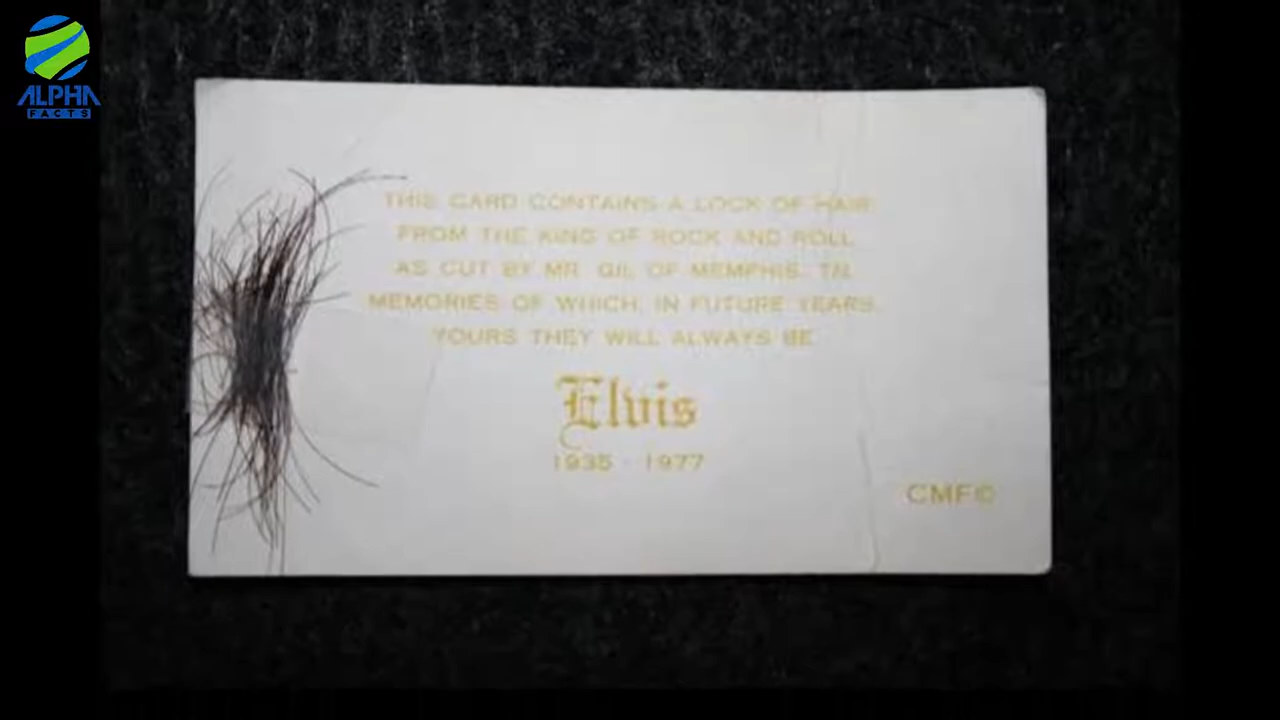 ALPHA
FACTS
THIS CARD CONTAINS A LOCK OF HAIR
FROM THE KING OF ROCK AND ROLL
AS CUT BY MR. GIL OF MEMPHIS, TN.
MEMORIES OF WHICH, IN FUTURE YEARS,
YOURS THEY WILL ALWAYS BE
Elvis
1935 - 1977
CMF©